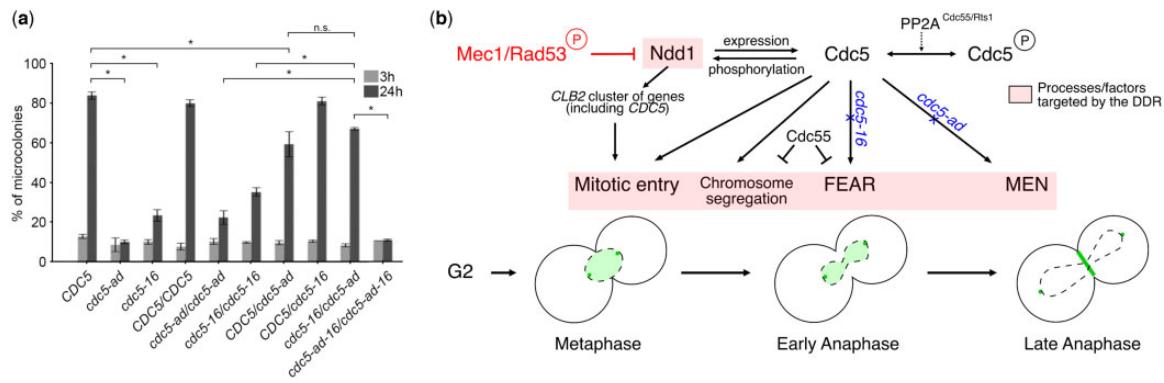 (a)
n.s.
*
*
*
*
*
*
3h
24h
% of microcolonies
100
80
60
40
20
0
CDC5
cdc5-ad
cdc5-16
CDC5/CDC5
cdc5-ad/cdc5-ad
cdc5-16/cdc5-16
CDC5/cdc5-ad
CDC5/cdc5-16
cdc5-16/cdc5-ad
cdc5-ad-16/cdc5-ad-16
(b)
PP2A Cdc55/Rts1
Mec1/Rad53 P
Ndd1
expression
phosphorylation
Cdc5
Cdc5 P
CLB2 cluster of genes
(including CDC5)
cdc5-16
cdc5-ad
Processes/factors
targeted by the DDR
Cdc55
Mitotic entry
Chromosome
segregation
FEAR
MEN
G2
Metaphase
Early Anaphase
Late Anaphase